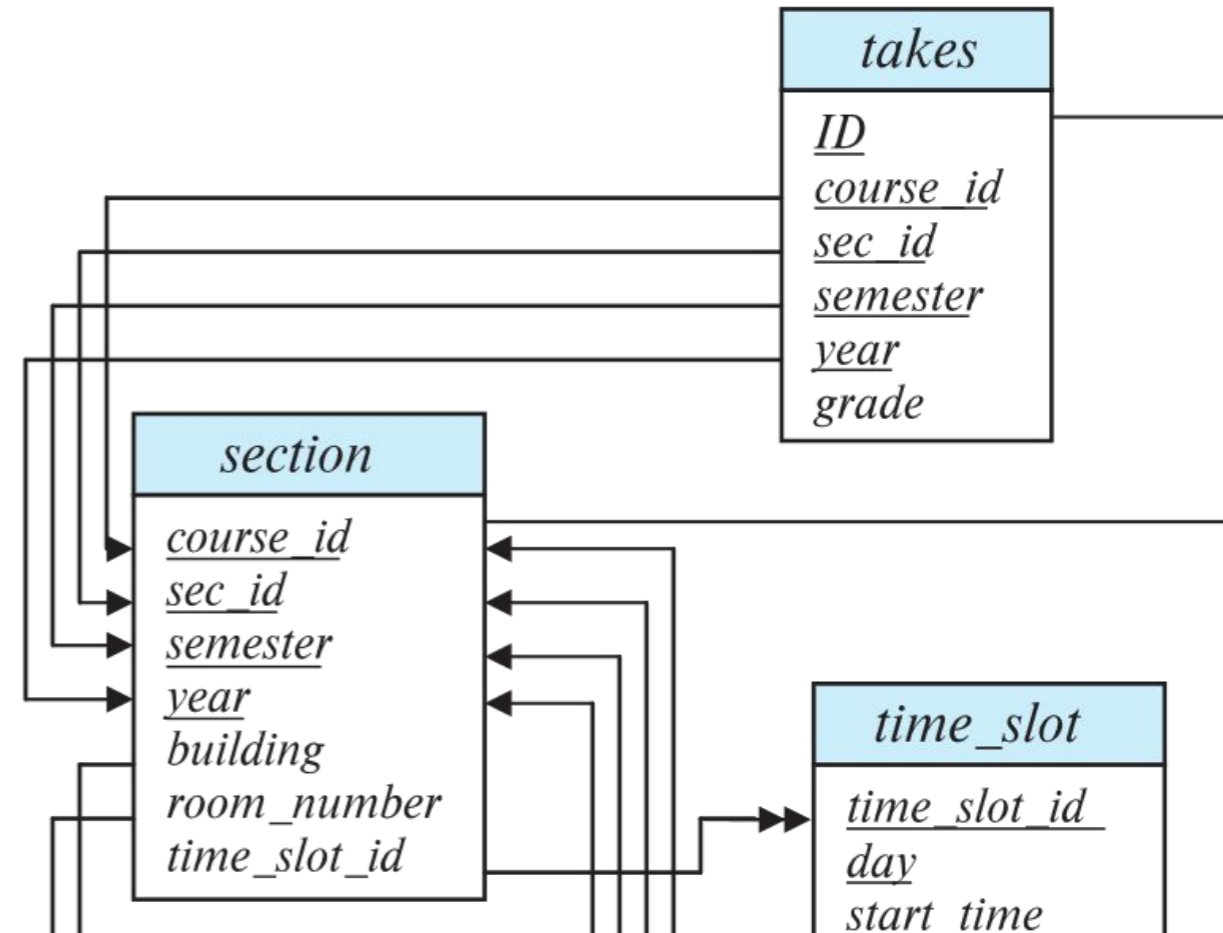 takes
ID
course_id
sec_id
semester
year
grade
section
course_id
sec_id
semester
year
building
room_number
time_slot_id
time_slot
time_slot_id
day
start_time